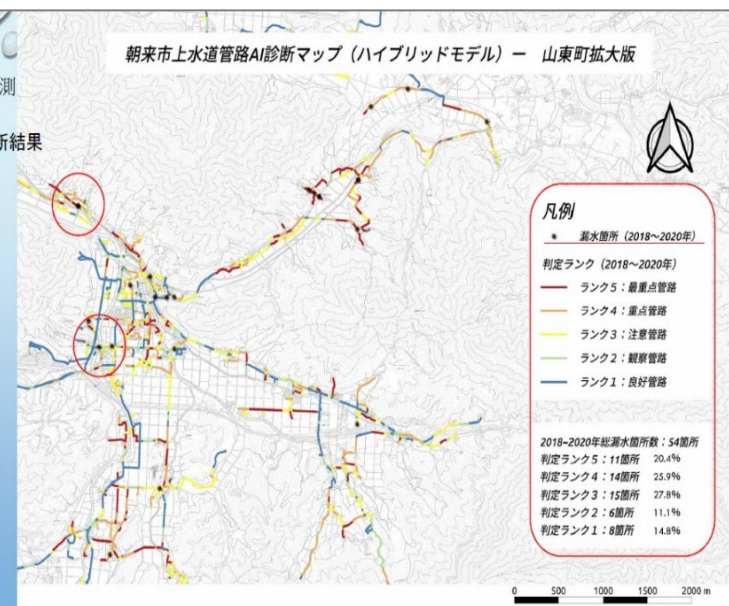 測
新結果
朝来市上水道管路AI診断マップ（ハイブリッドモデル）ー　山東町拡大版
凡例
漏水箇所（2018～2020年）
判定ランク（2018～2020年）
ランク5：最重点管路
ランク4：重点管路
ランク3：注意管路
ランク2：観察管路
ランク1：良好管路
2018~2020年総漏水箇所数：54箇所
判定ランク5：11箇所　20.4%
判定ランク4：14箇所　25.9%
判定ランク3：15箇所　27.8%
判定ランク2：6箇所　11.1%
判定ランク1：8箇所　14.8%
0　500　1000　1500　2000 m